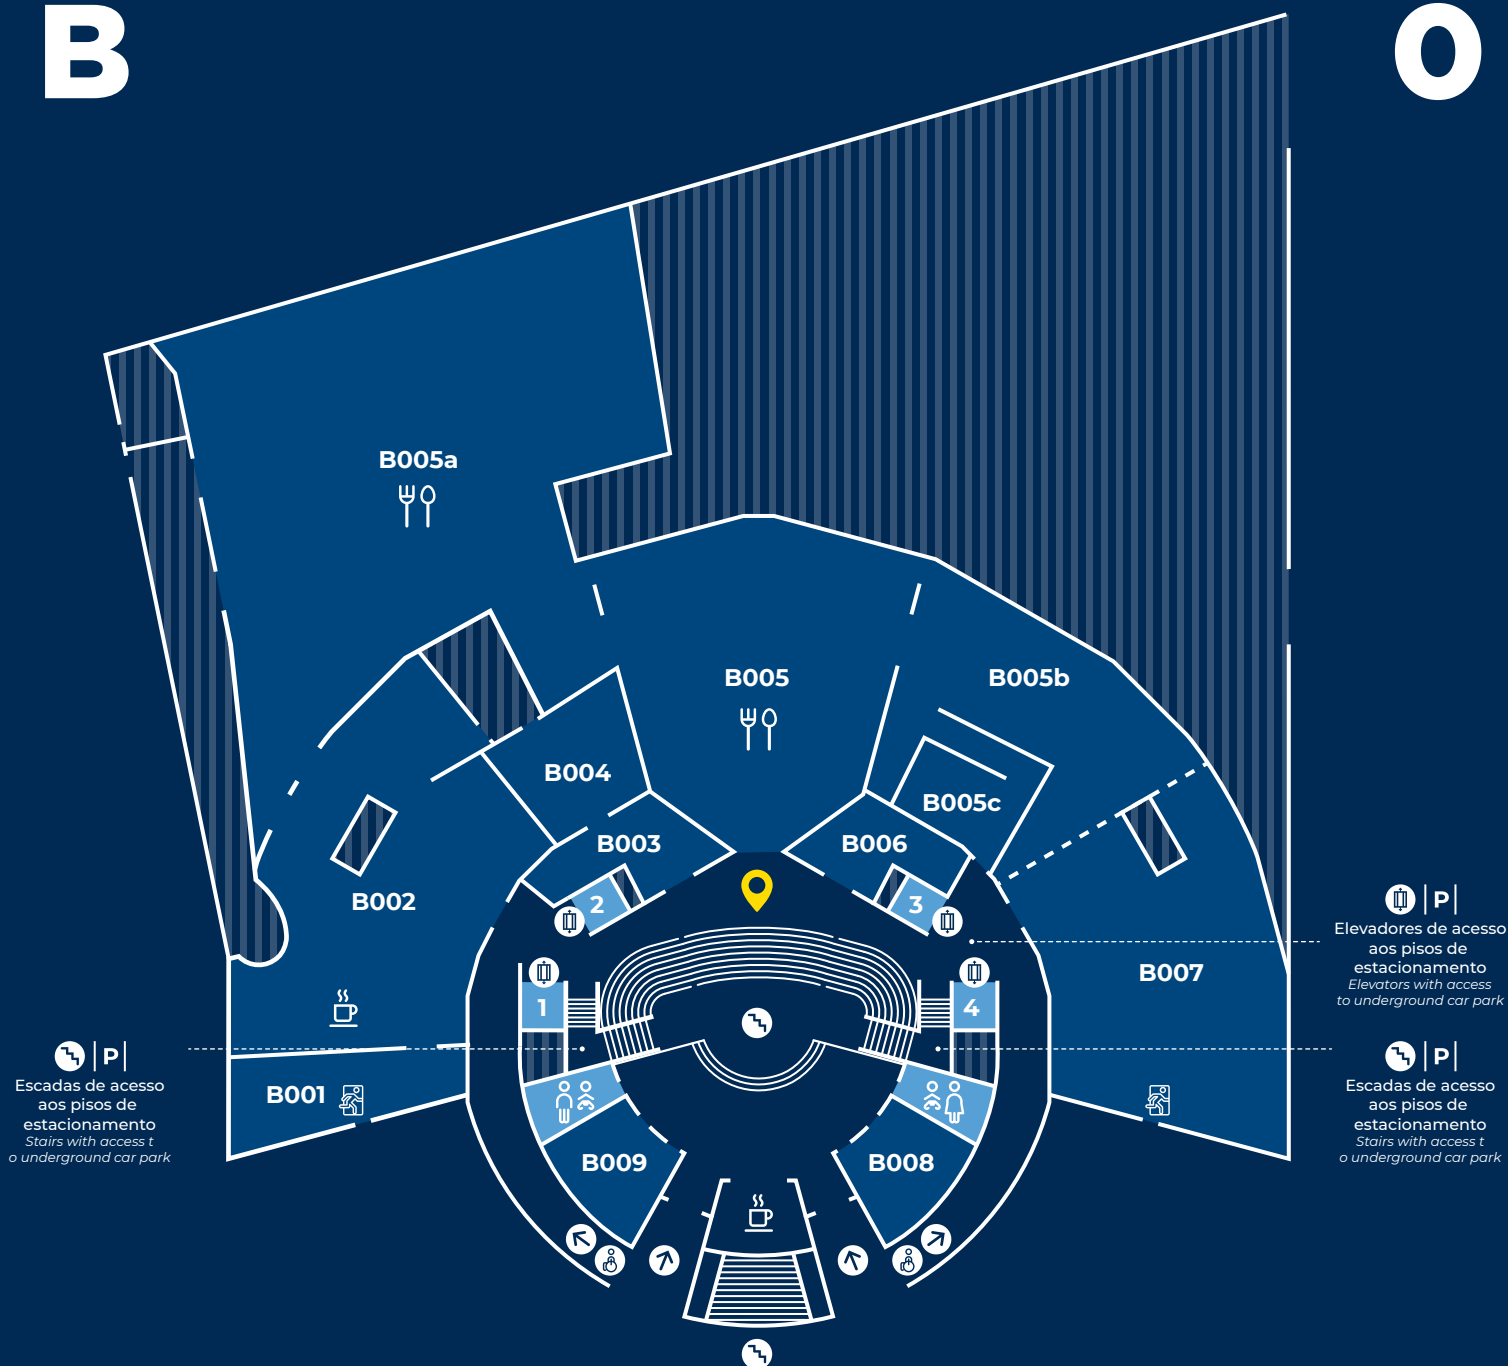 B
0
B005a
B005
B005b
B004
B005c
B003
B006
B002
2
3
B007
1
4
B001
B009
B008
P
Elevadores de acesso
aos pisos de
estacionamento
Elevators with access
to underground car park
P
Escadas de acesso
aos pisos de
estacionamento
Stairs with access t
o underground car park
P
Escadas de acesso
aos pisos de
estacionamento
Stairs with access t
o underground car park